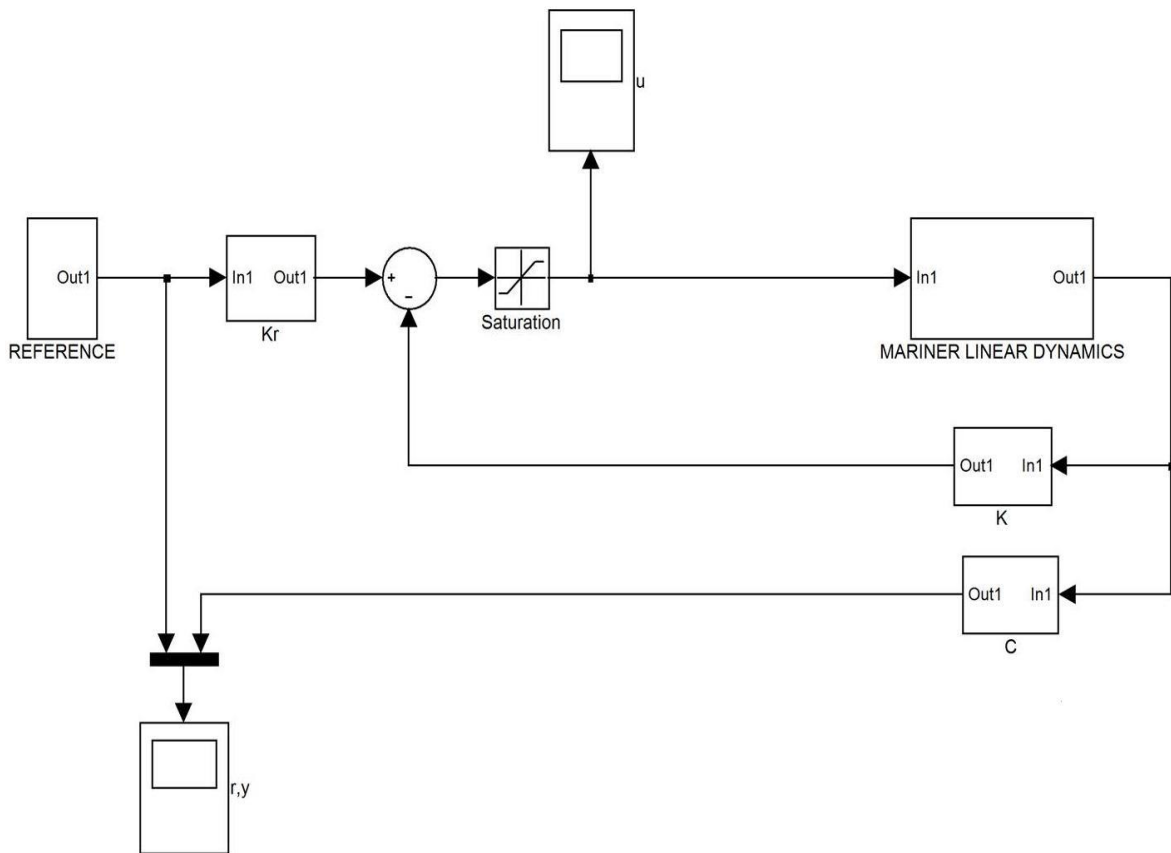 u
Out1
REFERENCE
In1
Out1
Kr
+
−
Saturation
In1
Out1
MARINER LINEAR DYNAMICS
Out1
In1
K
Out1
In1
C
r,y